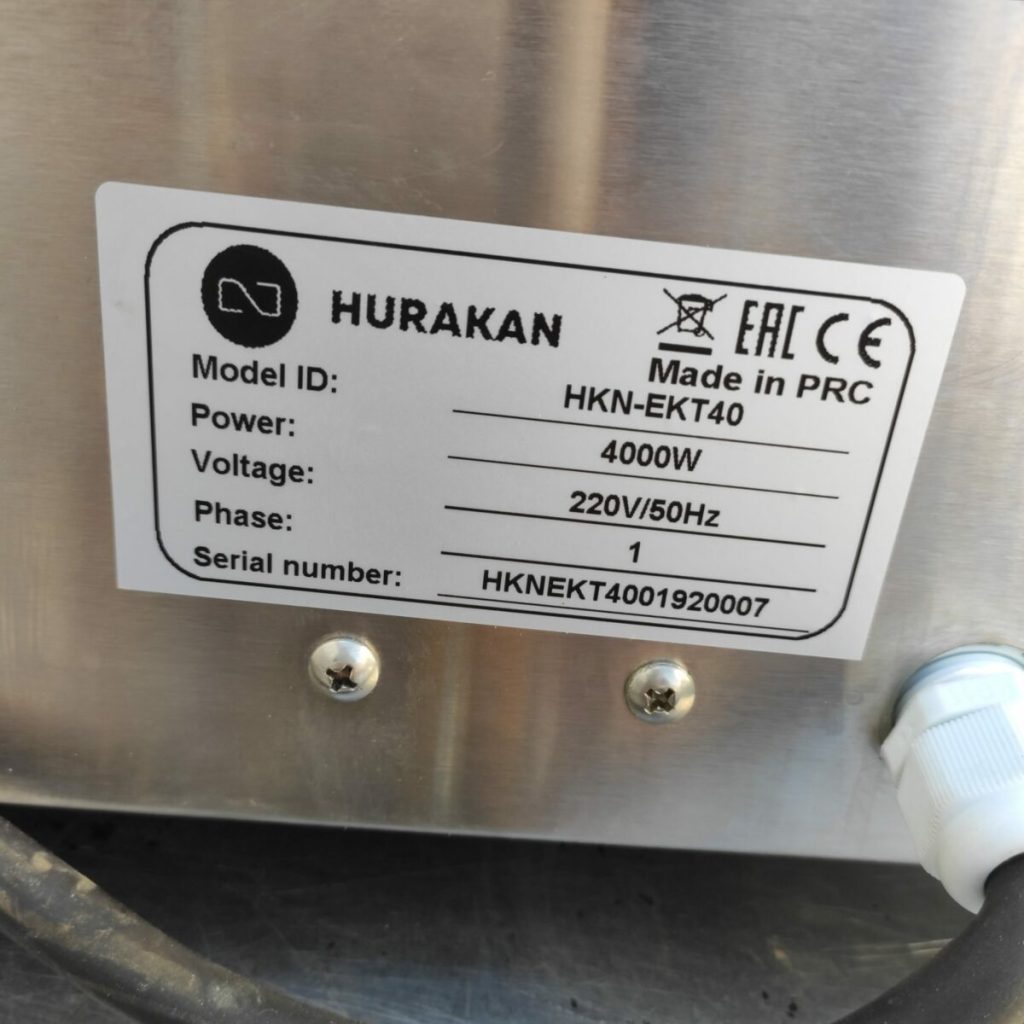 HURAKAN
EAC CE
Made in PRC
Model ID: HKN-EKT40
Power: 4000W
Voltage: 220V/50Hz
Phase: 1
Serial number: HKNEKT4001920007